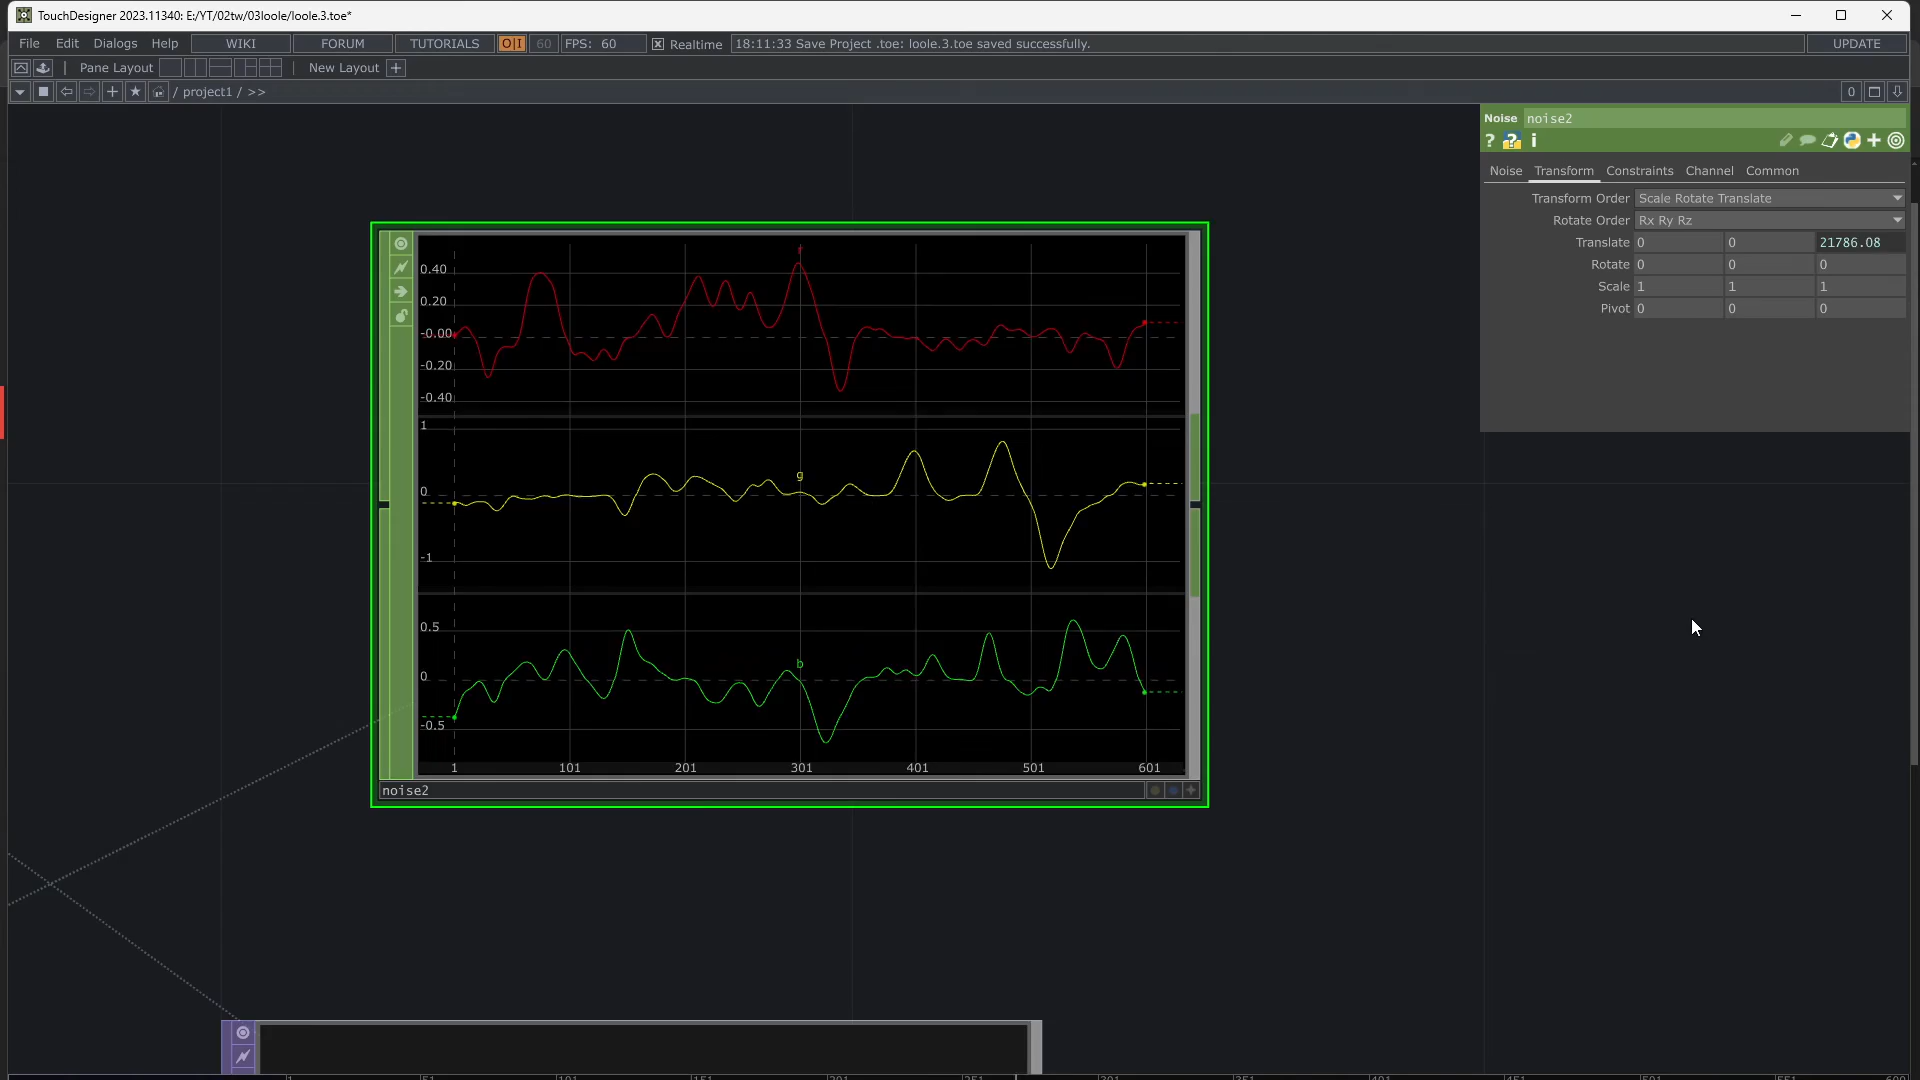 TouchDesigner 2023.11340: E:/YT/02tw/03loole/loole.3.toe*
File Edit Dialogs Help WIKI FORUM TUTORIALS O|I 60 FPS: 60 Realtime 18:11:33 Save Project .toe: loole.3.toe saved successfully. UPDATE
Pane Layout New Layout +
/ project1 / >> 0
Noise noise2
? ? i
Noise Transform Constraints Channel Common
Transform Order Scale Rotate Translate
Rotate Order Rx Ry Rz
Translate 0 0 21786.08
Rotate 0 0 0
Scale 1 1 1
Pivot 0 0 0
r
0.40
0.20
-0.00
-0.20
-0.40
1
g
0
-1
0.5
b
0
-0.5
1 101 201 301 401 501 601
noise2